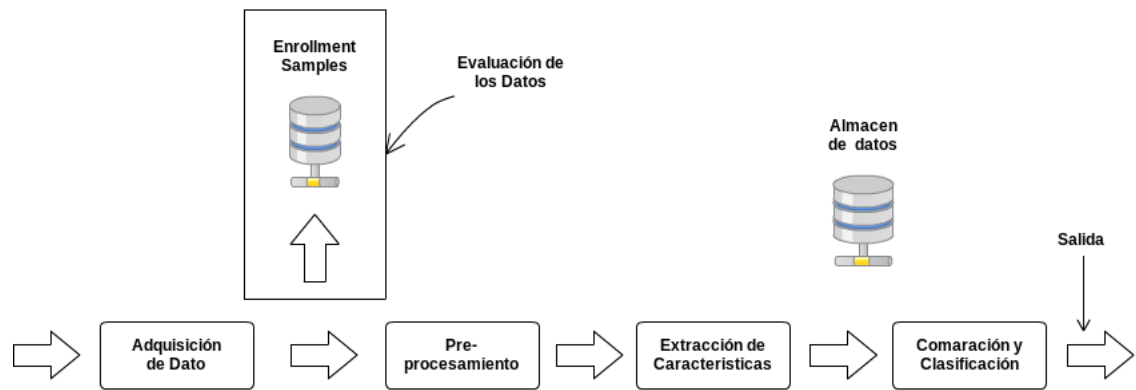 Enrollment
Samples
Evaluación de
los Datos
Almacen
de datos
Salida
Adquisición
de Dato
Pre-
procesamiento
Extracción de
Caracteristicas
Comaración y
Clasificación